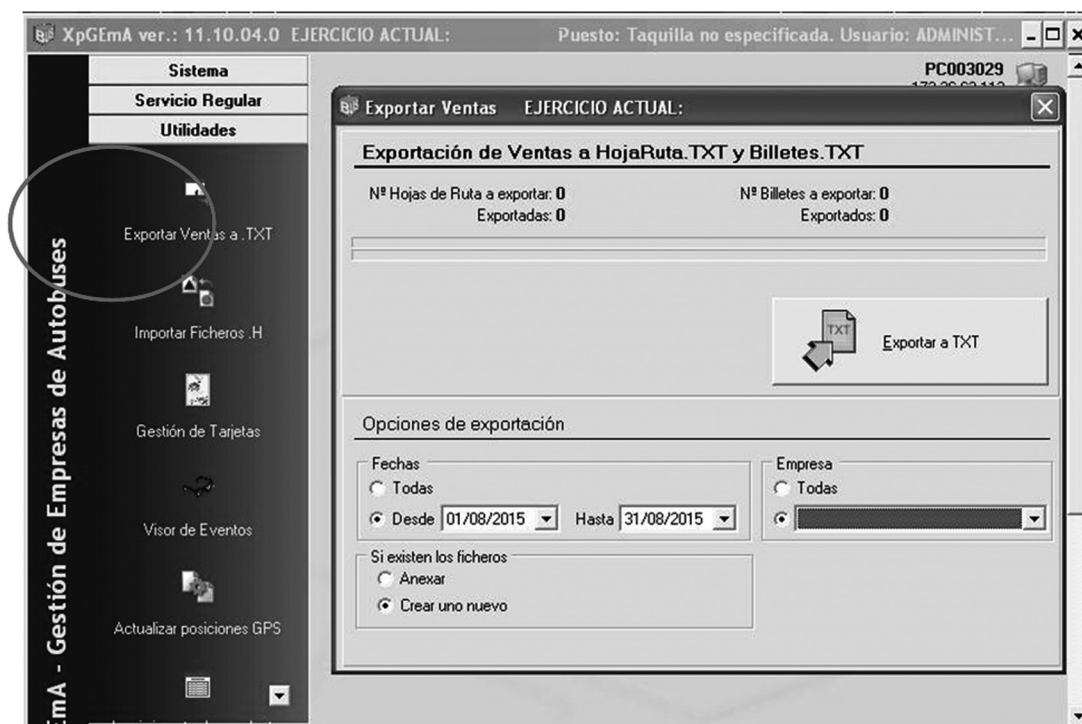 XpGEmA ver.: 11.10.04.0 EJERCICIO ACTUAL: Puesto: Taquilla no especificada. Usuario: ADMINIST...
Sistema
Servicio Regular
Utilidades
Exportar Ventas a .TXT
Importar Ficheros .H
Gestión de Tarjetas
Visor de Eventos
Actualizar posiciones GPS
EmA - Gestión de Empresas de Autobuses
PC003029
Exportar Ventas EJERCICIO ACTUAL:
Exportación de Ventas a HojaRuta.TXT y Billetes.TXT
Nº Hojas de Ruta a exportar: 0 Nº Billetes a exportar: 0
Exportadas: 0 Exportados: 0
TXT
Exportar a TXT
Opciones de exportación
Fechas
Todas
Desde 01/08/2015 Hasta 31/08/2015
Empresa
Todas
Si existen los ficheros
Anexar
Crear uno nuevo